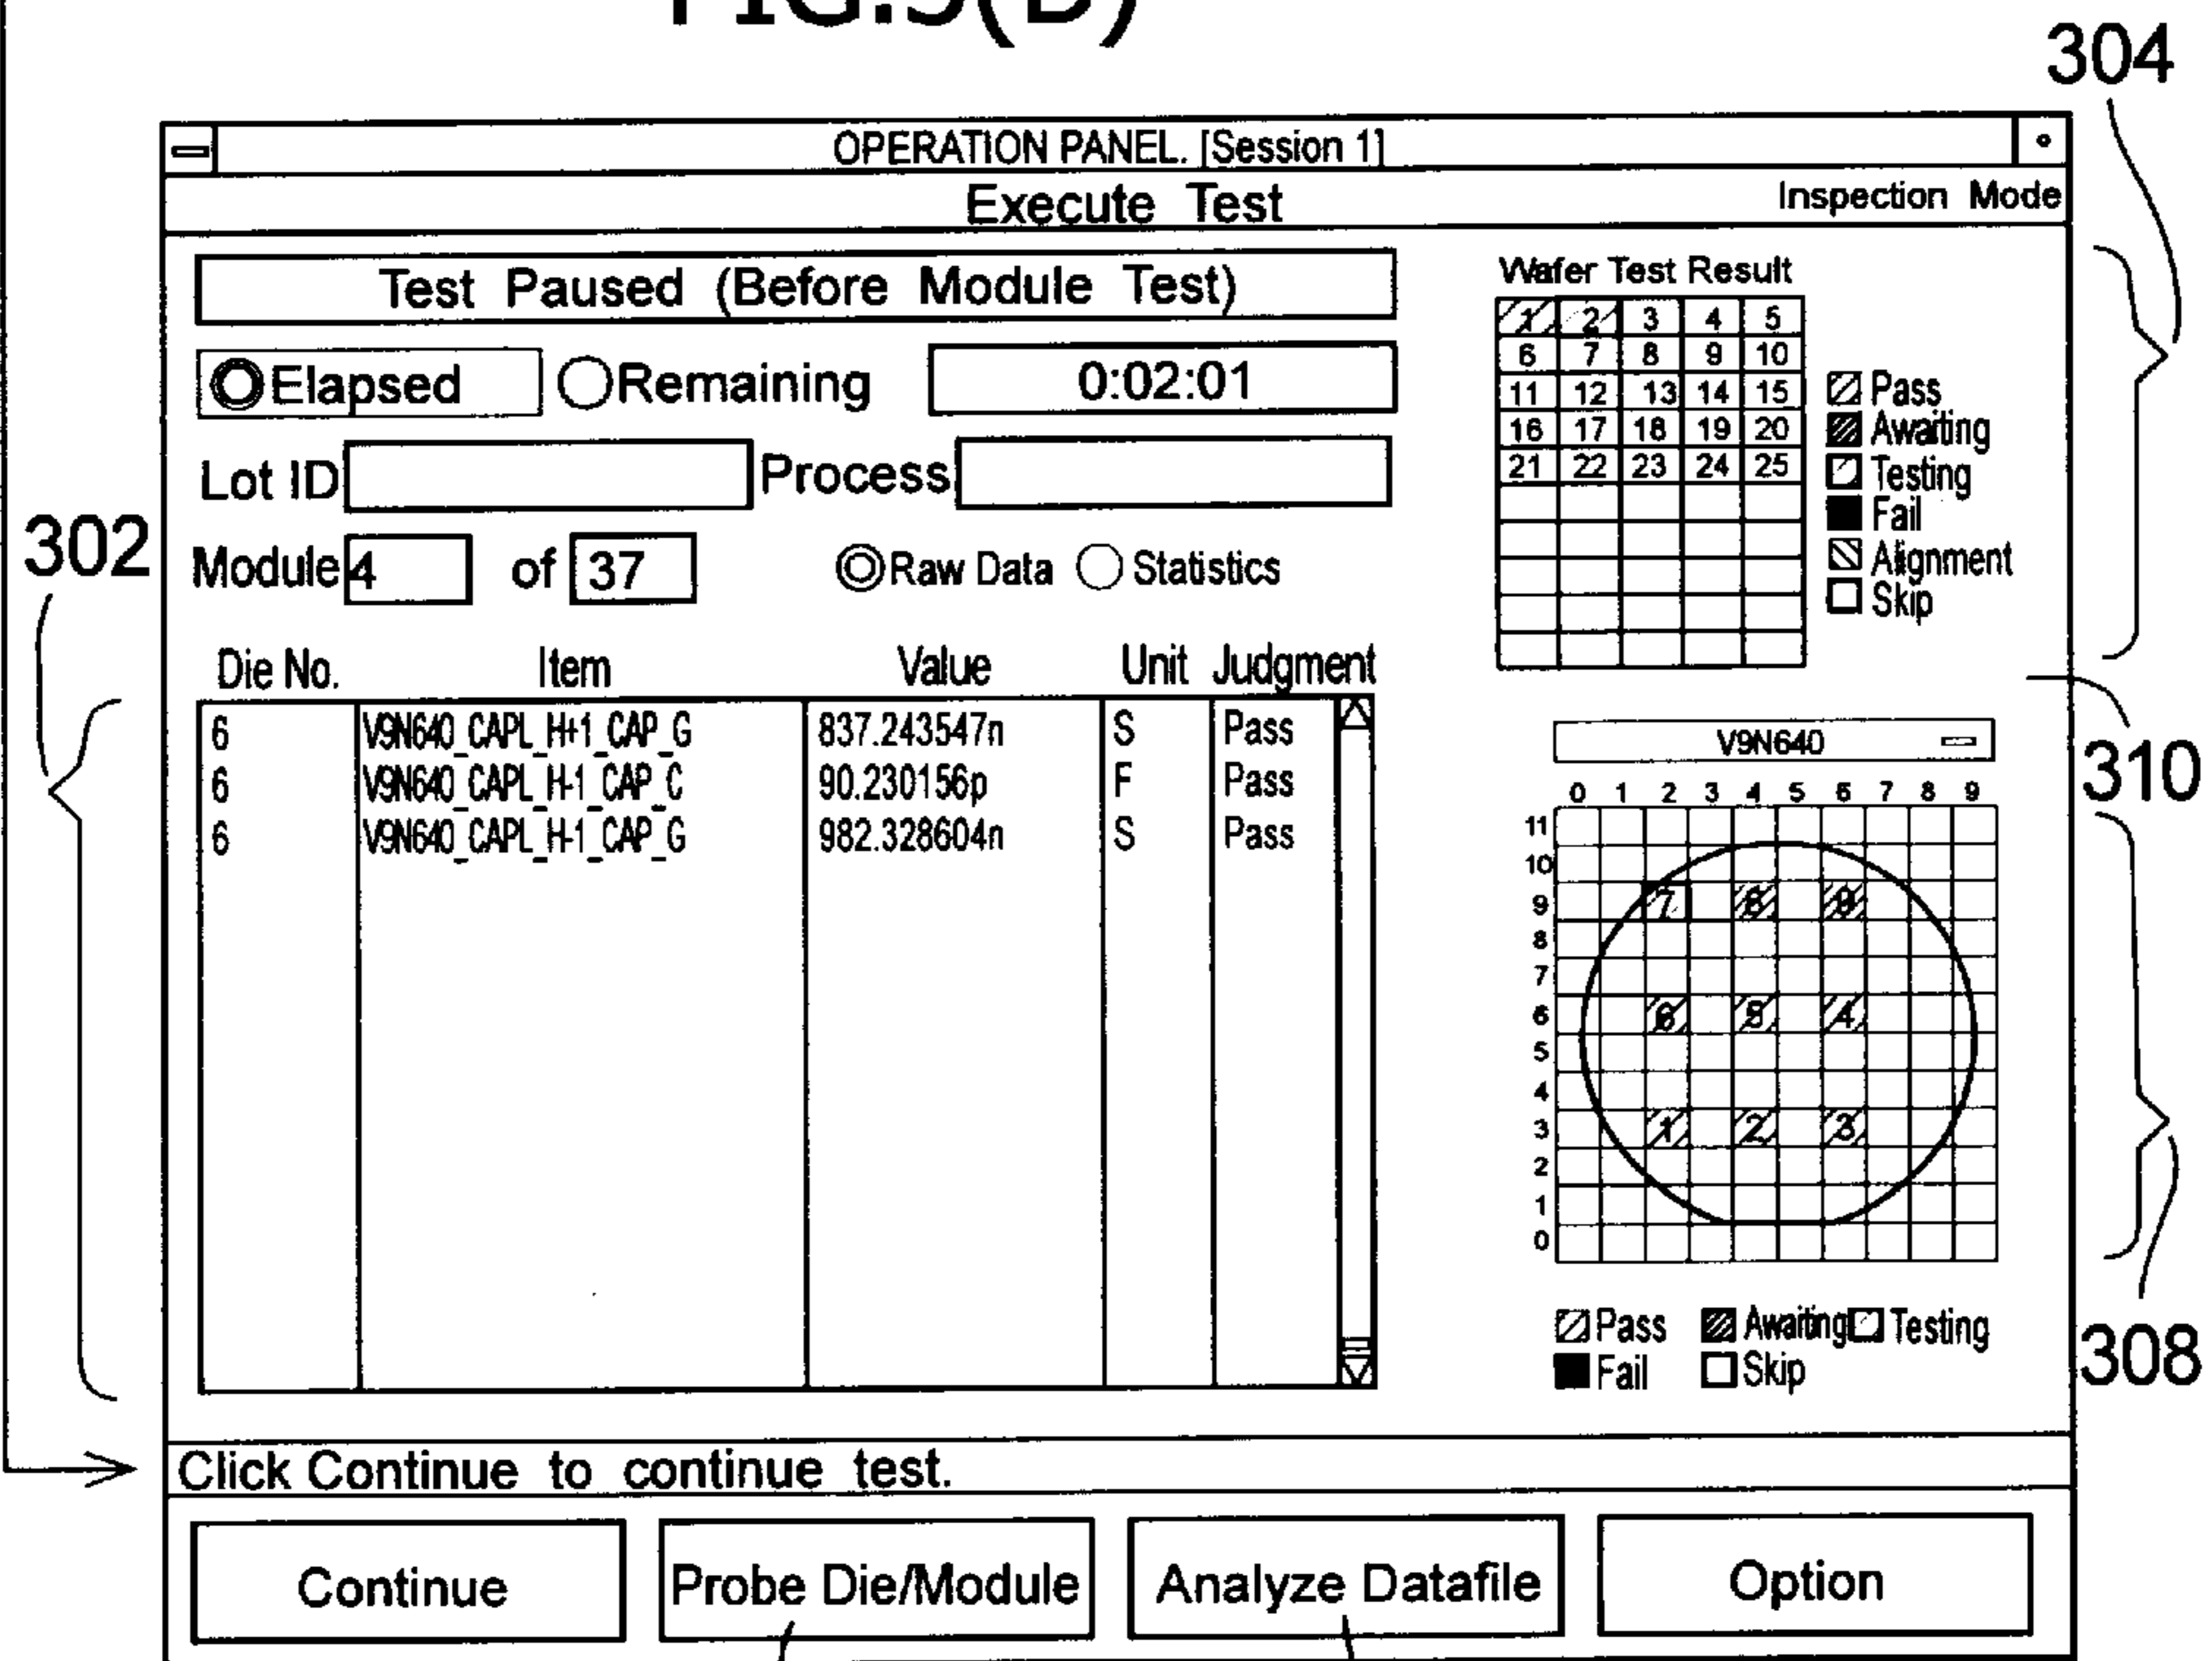 FIG.3(B)
304
OPERATION PANEL. [Session 1]
Execute Test
Inspection Mode
Test Paused (Before Module Test)
Elapsed Remaining 0:02:01
Lot ID Process
302
Module 4 of 37 Raw Data Statistics
Wafer Test Result
1 2 3 4 5
6 7 8 9 10
11 12 13 14 15
16 17 18 19 20
21 22 23 24 25
Pass
Awaiting
Testing
Fail
Alignment
Skip
Die No. Item Value Unit Judgment
6 V9N640_CAPL_H+1_CAP_G 837.243547n S Pass
6 V9N640_CAPL_H-1_CAP_C 90.230156p F Pass
6 V9N640_CAPL_H-1_CAP_G 982.328604n S Pass
310
V9N640
0 1 2 3 4 5 6 7 8 9
11
10
9 7 8 9
8
7
6 6 5 4
5
4
3 1 2 3
2
1
0
Pass Awaiting Testing
Fail Skip
308
Click Continue to continue test.
Continue Probe Die/Module Analyze Datafile Option